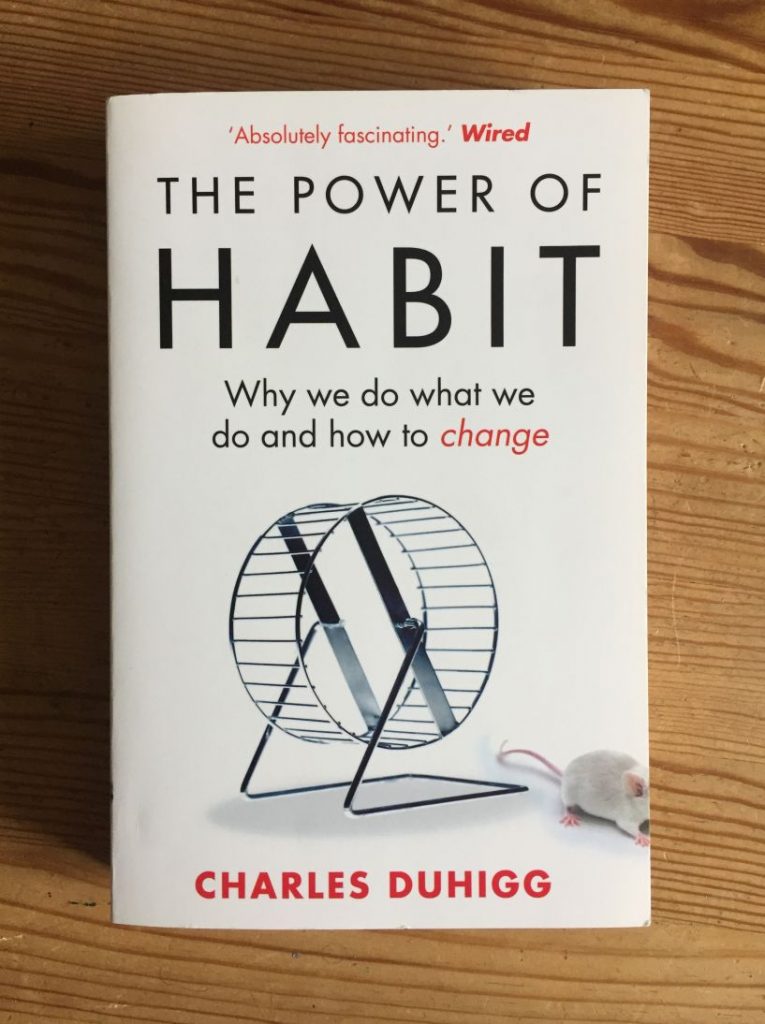 ‘Absolutely fascinating.’ Wired
THE POWER OF
HABIT
Why we do what we
do and how to change
CHARLES DUHIGG